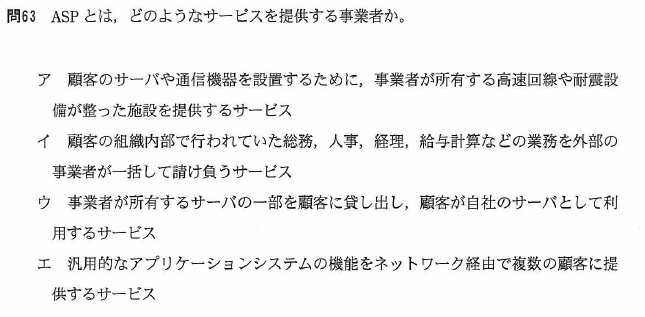 問63　ASPとは，どのようなサービスを提供する事業者か。
ア　顧客のサーバや通信機器を設置するために，事業者が所有する高速回線や耐震設
備が整った施設を提供するサービス
イ　顧客の組織内部で行われていた総務，人事，経理，給与計算などの業務を外部の
事業者が一括して請け負うサービス
ウ　事業者が所有するサーバの一部を顧客に貸し出し，顧客が自社のサーバとして利
用するサービス
エ　汎用的なアプリケーションシステムの機能をネットワーク経由で複数の顧客に提
供するサービス